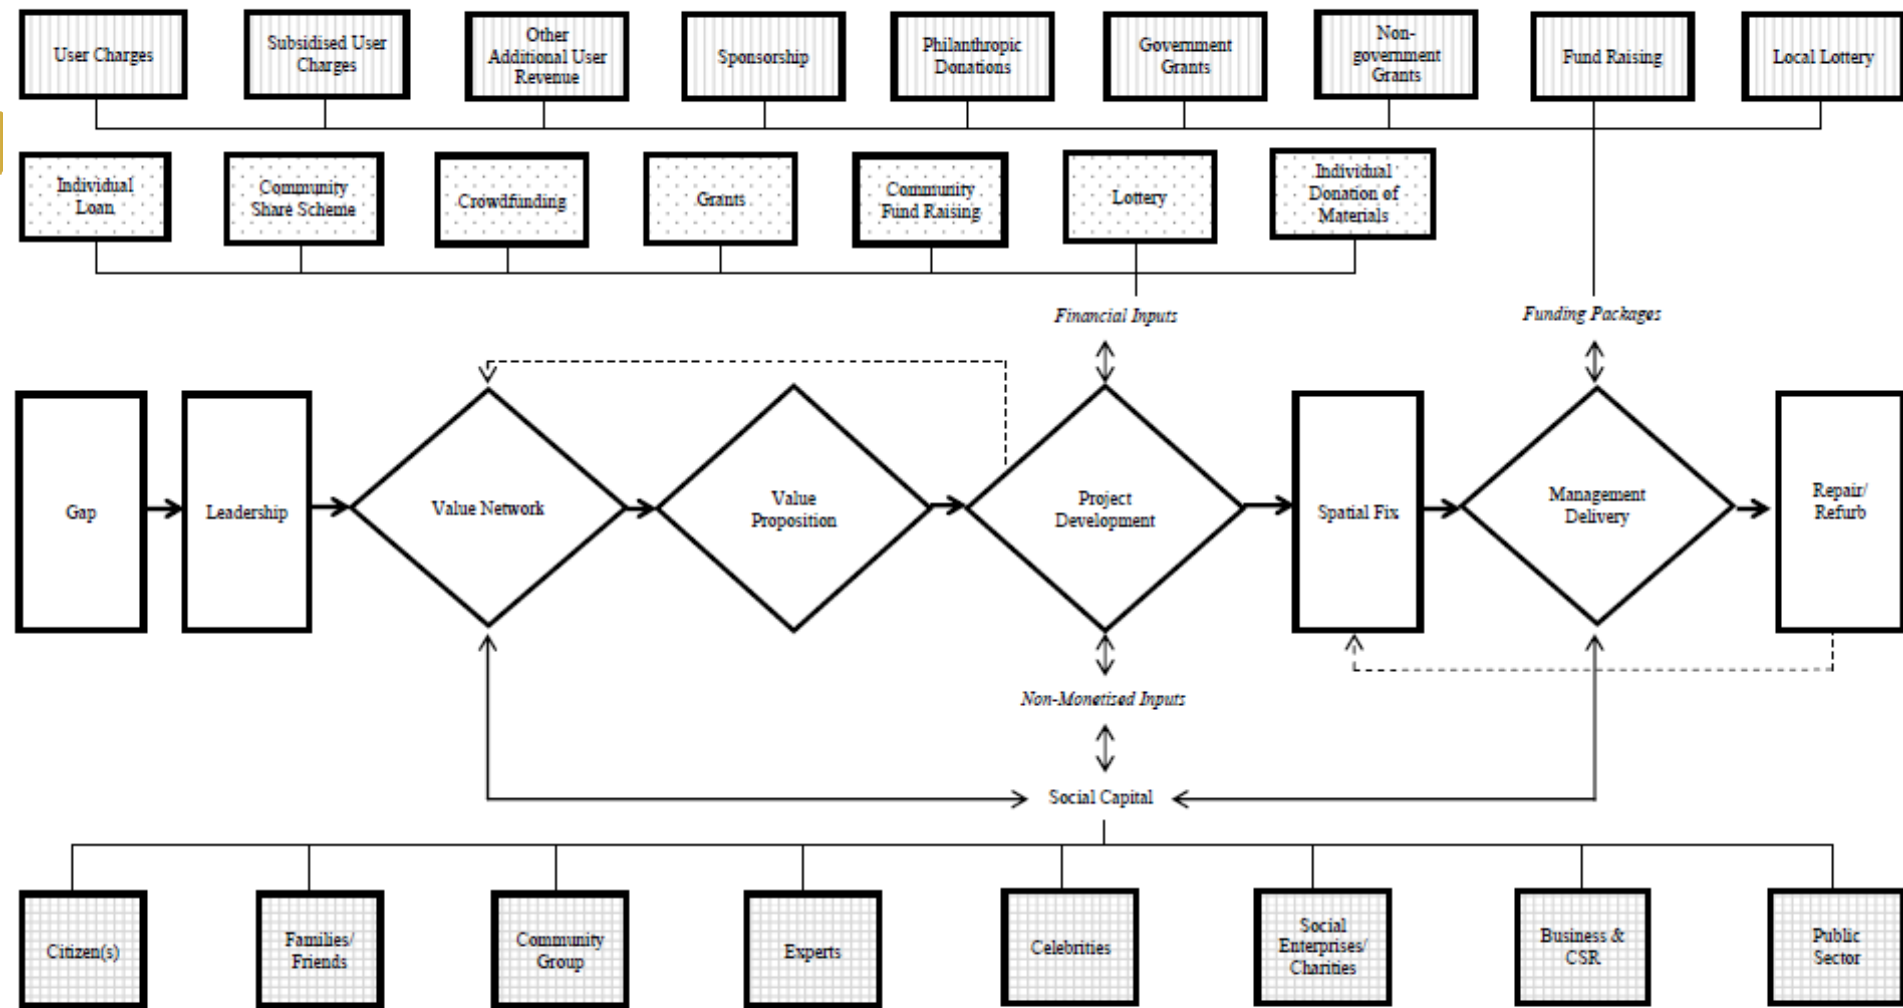 User Charges
Subsidised User
Charges
Other
Additional User
Revenue
Sponsorship
Philanthropic
Donations
Government
Grants
Non-
government
Grants
Fund Raising
Local Lottery
Individual
Loan
Community
Share Scheme
Crowdfunding
Grants
Community
Fund Raising
Lottery
Individual
Donation of
Materials
Financial Inputs
Funding Packages
Gap
Leadership
Value Network
Value
Proposition
Project
Development
Spatial Fix
Management
Delivery
Repair/
Refurb
Non-Monetised Inputs
Social Capital
Citizen(s)
Families/
Friends
Community
Group
Experts
Celebrities
Social
Enterprises/
Charities
Business &
CSR
Public
Sector